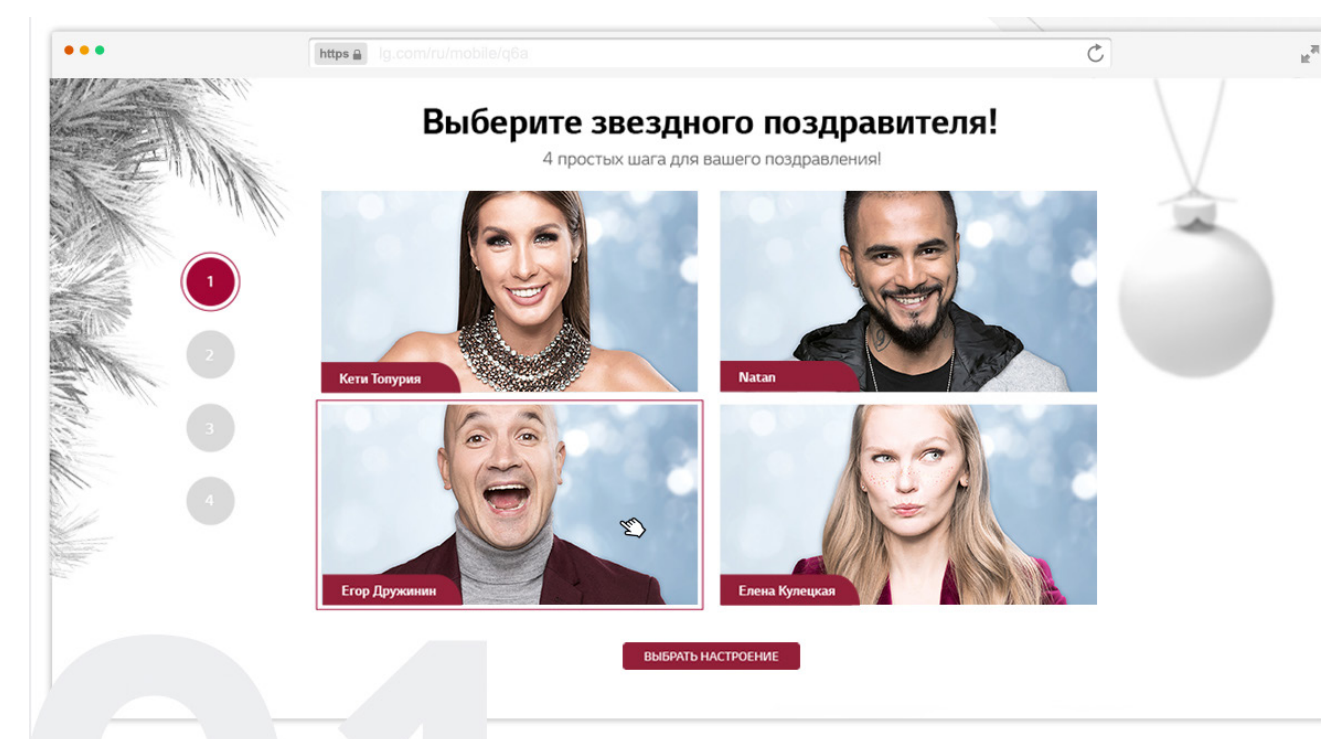 https lg.com/ru/mobile/q6a
Выберите звездного поздравителя!
4 простых шага для вашего поздравления!
1
2
3
4
Кети Топурия
Natan
Егор Дружинин
Елена Кулецкая
ВЫБРАТЬ НАСТРОЕНИЕ
01